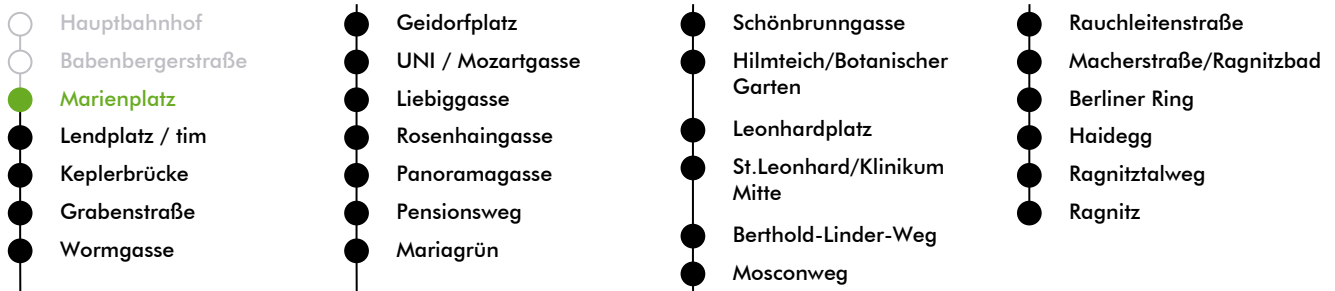 Hauptbahnhof
Babenbergerstraße
Marienplatz
Lendplatz / tim
Keplerbrücke
Grabenstraße
Wormgasse
Geidorfplatz
UNI / Mozartgasse
Liebiggasse
Rosenhaingasse
Panoramagasse
Pensionsweg
Mariagrün
Schönbrunngasse
Hilmteich/Botanischer
Garten
Leonhardplatz
St.Leonhard/Klinikum
Mitte
Berthold-Linder-Weg
Mosconweg
Rauchleitenstraße
Macherstraße/Ragnitzbad
Berliner Ring
Haidegg
Ragnitztalweg
Ragnitz